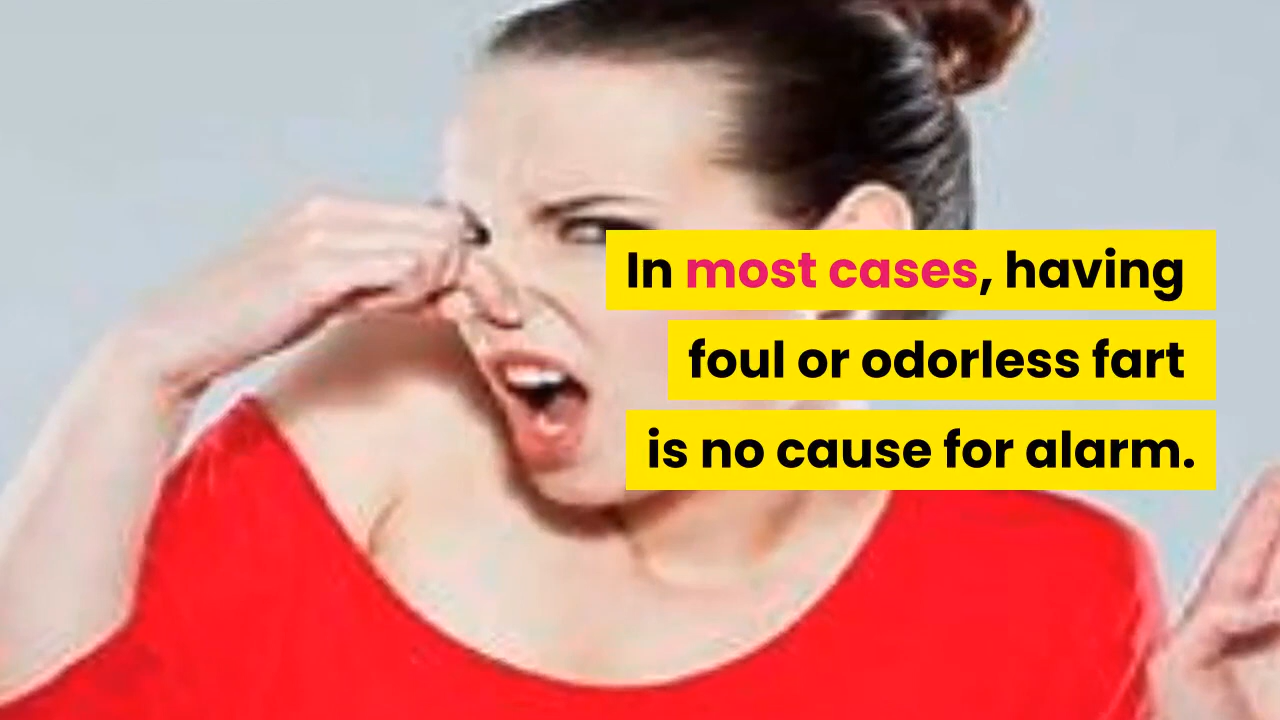 In most cases, having
foul or odorless fart
is no cause for alarm.